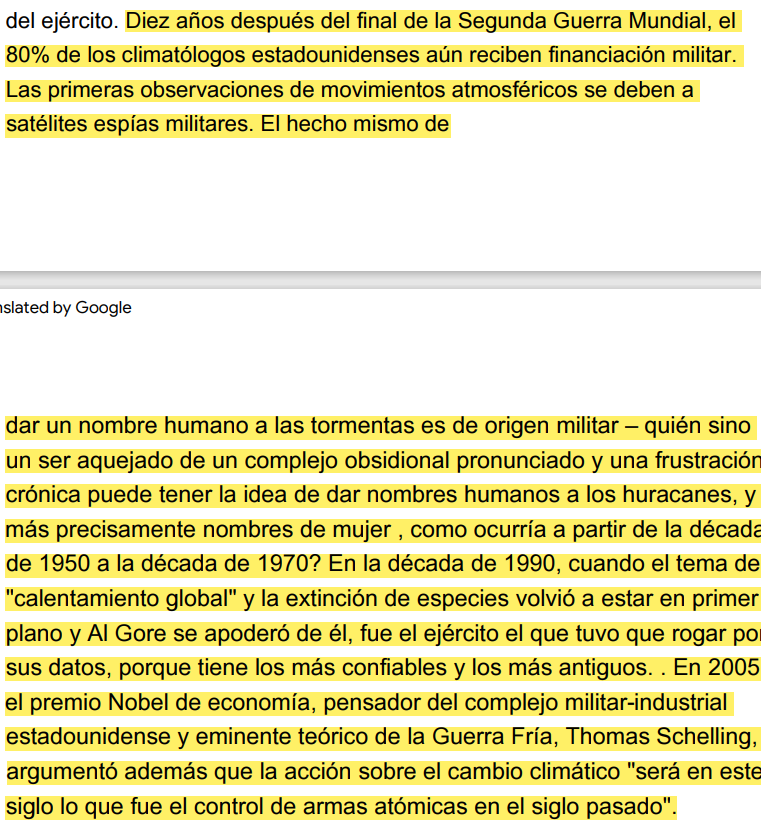 del ejército. Diez años después del final de la Segunda Guerra Mundial, el
80% de los climatólogos estadounidenses aún reciben financiación militar.
Las primeras observaciones de movimientos atmosféricos se deben a
satélites espías militares. El hecho mismo de
nslated by Google
dar un nombre humano a las tormentas es de origen militar – quién sino
un ser aquejado de un complejo obsidional pronunciado y una frustración
crónica puede tener la idea de dar nombres humanos a los huracanes, y
más precisamente nombres de mujer , como ocurría a partir de la década
de 1950 a la década de 1970? En la década de 1990, cuando el tema de
"calentamiento global" y la extinción de especies volvió a estar en primer
plano y Al Gore se apoderó de él, fue el ejército el que tuvo que rogar por
sus datos, porque tiene los más confiables y los más antiguos. . En 2005
el premio Nobel de economía, pensador del complejo militar-industrial
estadounidense y eminente teórico de la Guerra Fría, Thomas Schelling,
argumentó además que la acción sobre el cambio climático "será en este
siglo lo que fue el control de armas atómicas en el siglo pasado".